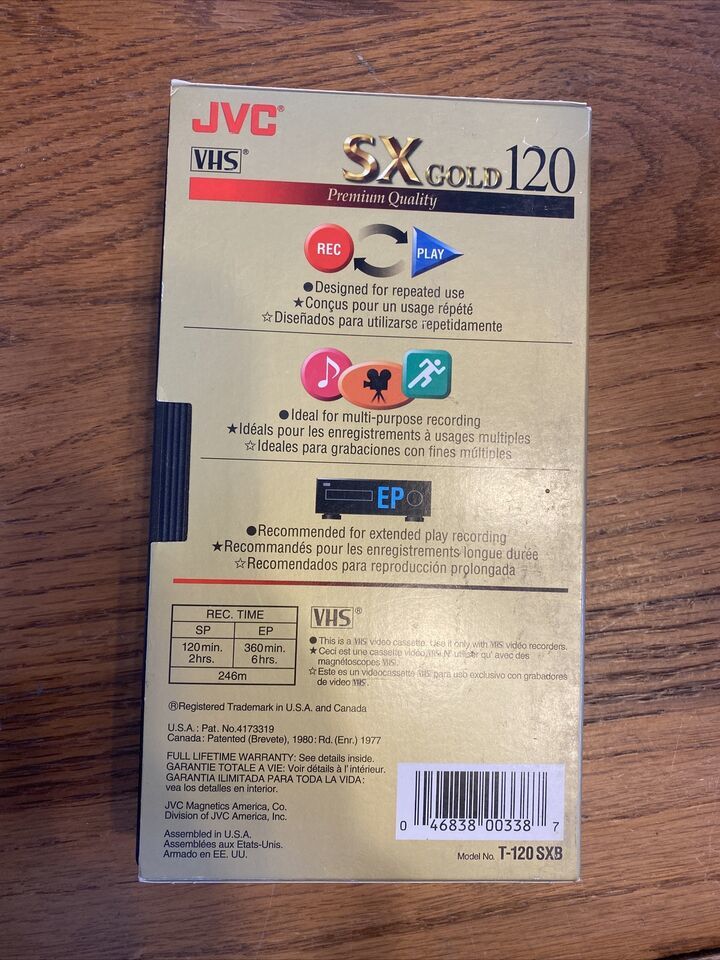 JVC®
VHS®
SX GOLD 120
Premium Quality
REC PLAY
●Designed for repeated use
★Conçus pour un usage répété
☆Diseñados para utilizarse repetidamente
●Ideal for multi-purpose recording
★Idéals pour les enregistrements à usages multiples
☆Ideales para grabaciones con fines múltiples
EP
●Recommended for extended play recording
★Recommandés pour les enregistrements longue durée
☆Recomendados para reproducción prolongada
REC. TIME
SP EP
120min. 360min.
2hrs. 6hrs.
246m
VHS®
● This is a VHS video cassette. Use it only with VHS video recorders.
★ Ceci est une cassette vidéo VHS. N'utiliser qu' avec des
magnétoscopes VHS.
☆ Este es un videocassette VHS para uso exclusivo con grabadores
de video VHS.
®Registered Trademark in U.S.A. and Canada
U.S.A.: Pat. No.4173319
Canada: Patented (Brevete), 1980: Rd. (Enr.) 1977
FULL LIFETIME WARRANTY: See details inside.
GARANTIE TOTALE A VIE: Voir détails à l'intérieur.
GARANTIA ILIMITADA PARA TODA LA VIDA:
vea los detalles en interior.
JVC Magnetics America, Co.
Division of JVC America, Inc.
Assembled in U.S.A.
Assemblées aux Etats-Unis.
Armado en EE. UU.
0 46838 00338 7
Model No. T-120 SXB